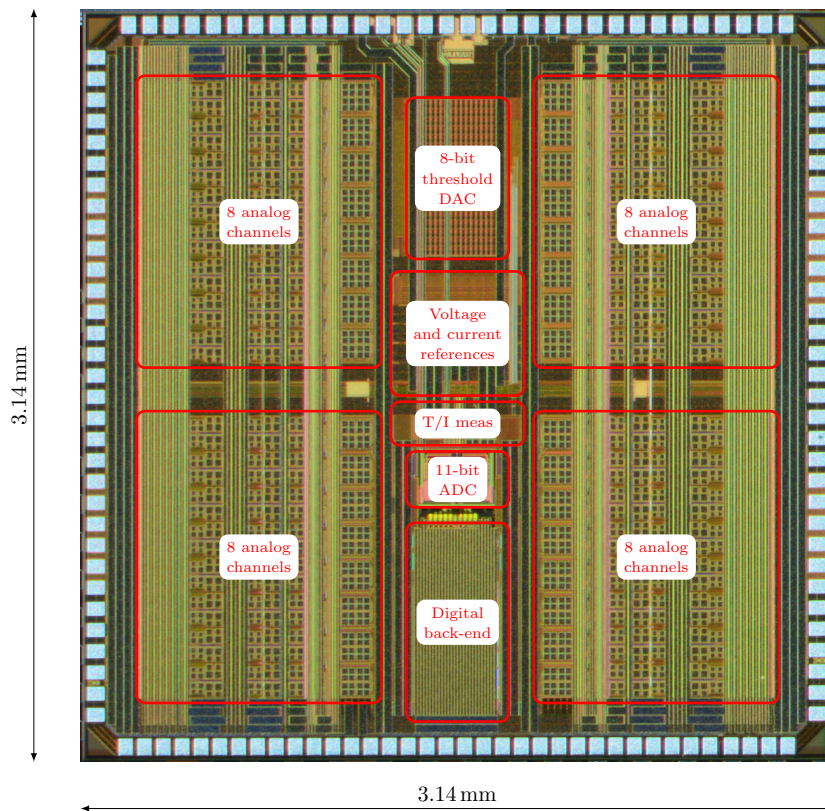 8-bit
threshold
DAC
8 analog
channels
8 analog
channels
Voltage
and current
references
3.14 mm
T/I meas
11-bit
ADC
8 analog
channels
8 analog
channels
Digital
back-end
3.14 mm